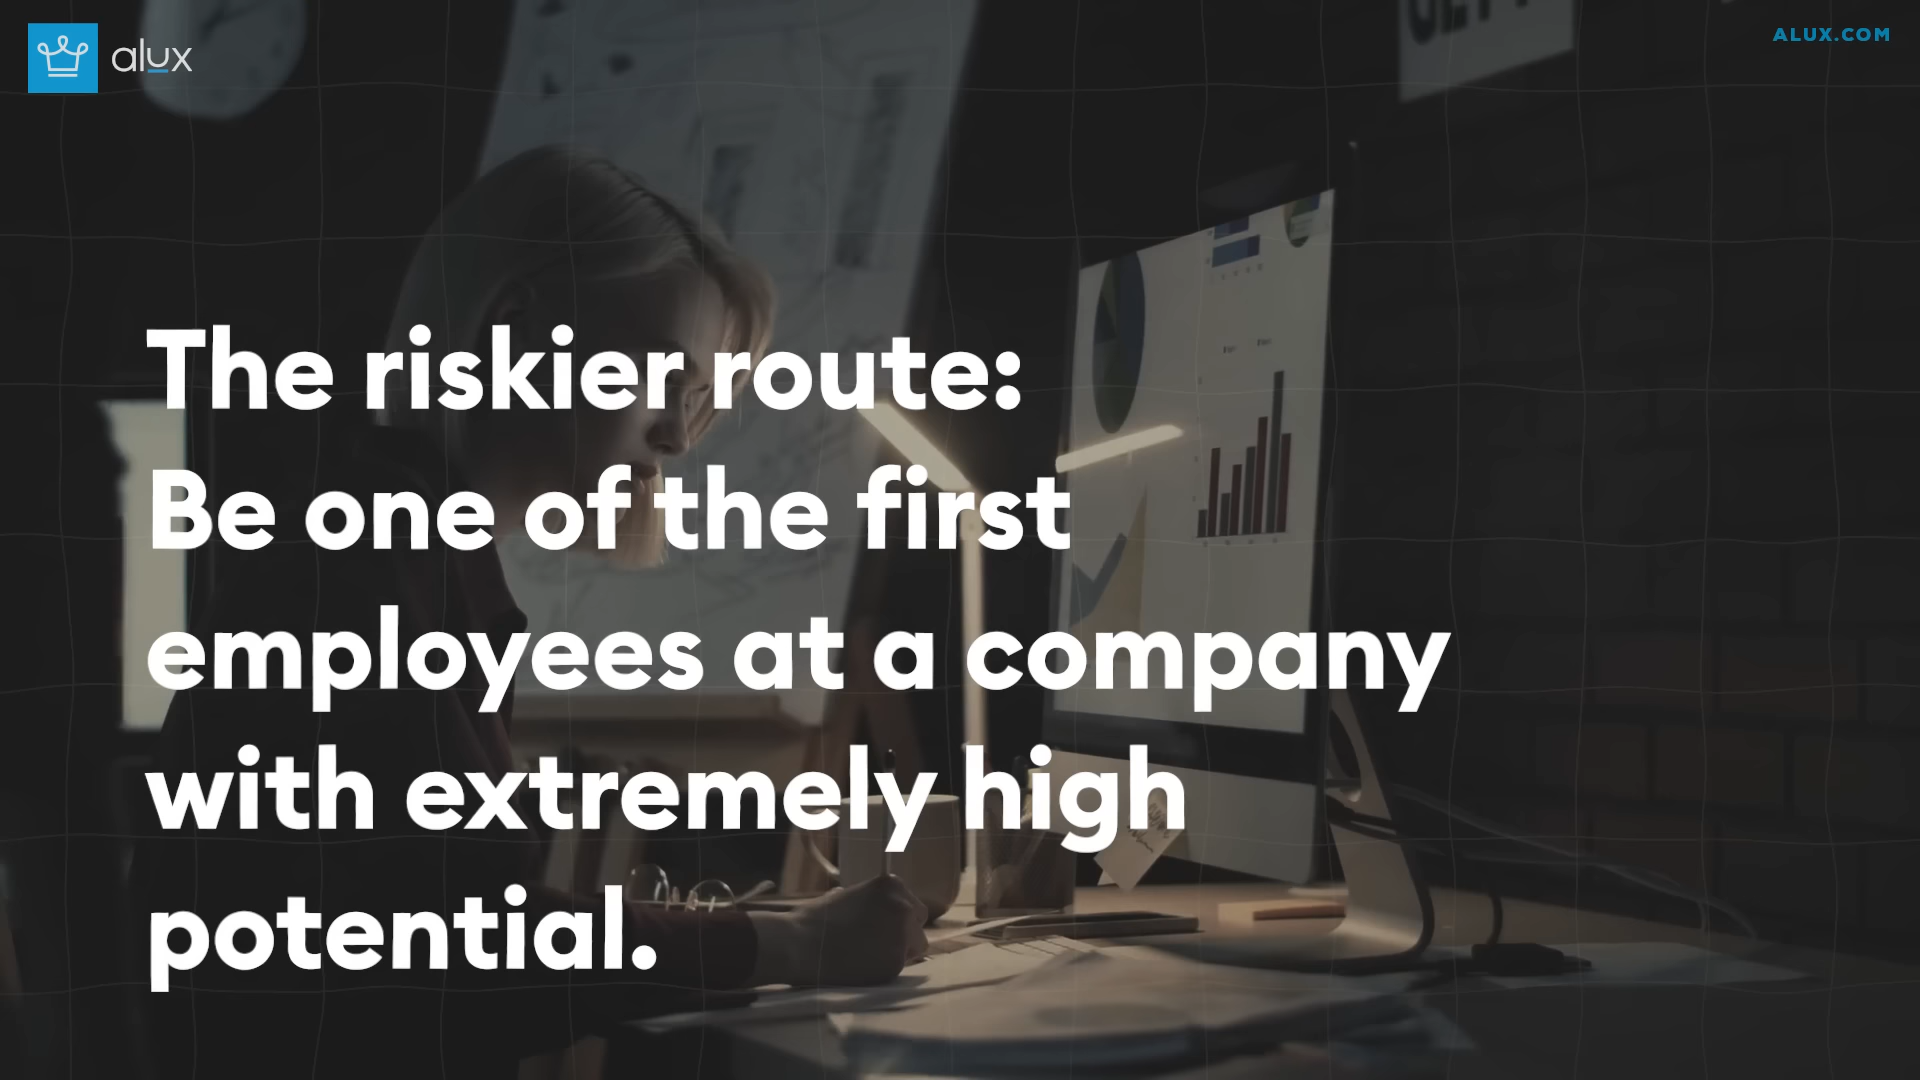 alux
ALUX.COM
The riskier route:
Be one of the first
employees at a company
with extremely high
potential.